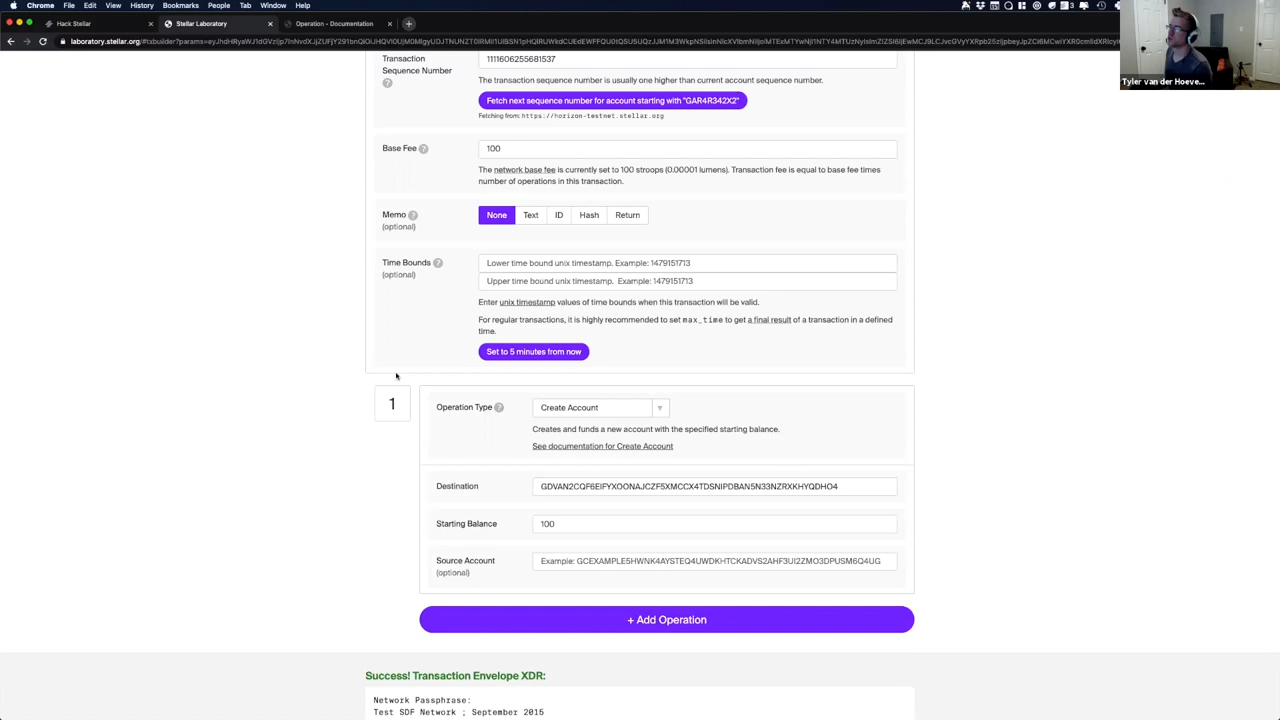 Chrome File Edit View History Bookmarks People Tab Window Help
Hack Stellar
Stellar Laboratory
Operation - Documentation
Tyler van der Hoeve...
Transaction
Sequence Number
1111606255681537
The transaction sequence number is usually one higher than current account sequence number.
Fetch next sequence number for account starting with "GAR4R342X2"
Fetching from: https://horizon-testnet.stellar.org
Base Fee
100
The network base fee is currently set to 100 stroops (0.00001 lumens). Transaction fee is equal to base fee times
number of operations in this transaction.
Memo
(optional)
None Text ID Hash Return
Time Bounds
(optional)
Lower time bound unix timestamp. Example: 1479151713
Upper time bound unix timestamp. Example: 1479151713
Enter unix timestamp values of time bounds when this transaction will be valid.
For regular transactions, it is highly recommended to set max_time to get a final result of a transaction in a defined
time.
Set to 5 minutes from now
1
Operation Type
Create Account
Creates and funds a new account with the specified starting balance.
See documentation for Create Account
Destination
GDVAN2CQF6EIFYXOONAJCZF5XMCCX4TDSNIPDBAN5N33NZRXKHYQDHO4
Starting Balance
100
Source Account
(optional)
Example: GCEXAMPLE5HWNK4AYSTEQ4UWDKHTCKADVS2AHF3UI2ZMO3DPUSM6Q4UG
+ Add Operation
Success! Transaction Envelope XDR:
Network Passphrase:
Test SDF Network ; September 2015